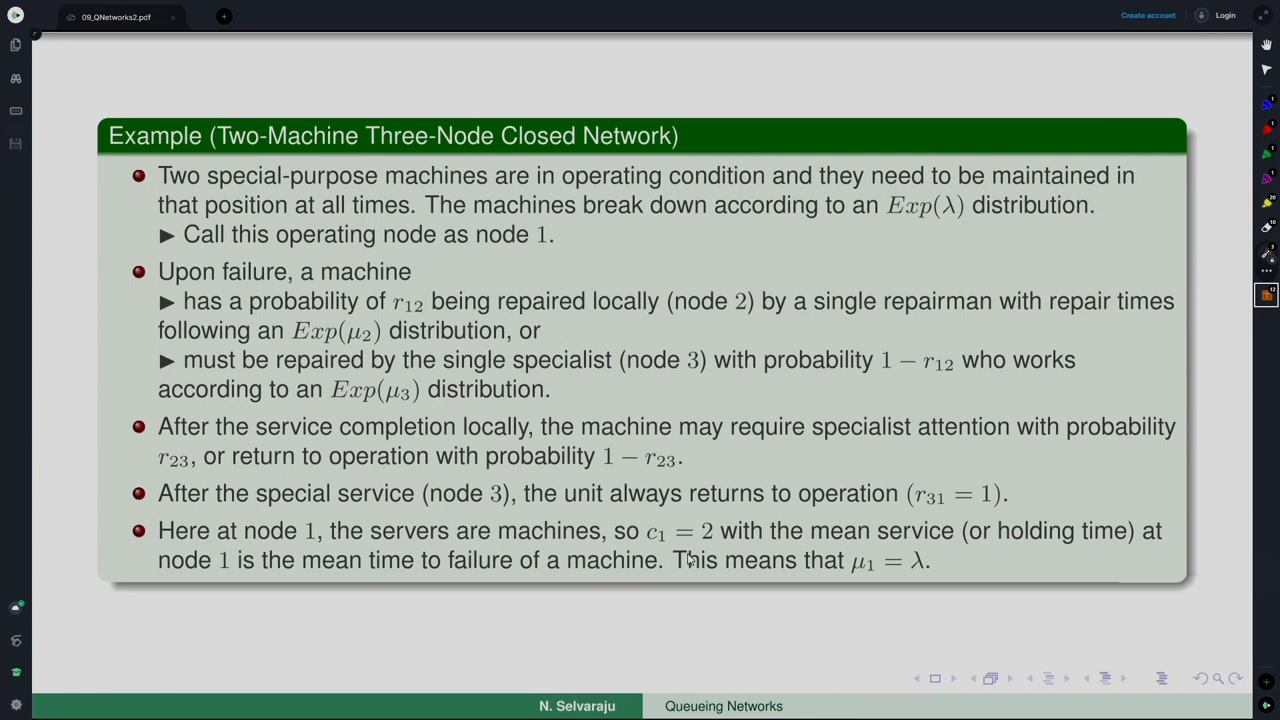 09_QNetworks2.pdf
Create account
Login
Example (Two-Machine Three-Node Closed Network)
Two special-purpose machines are in operating condition and they need to be maintained in
that position at all times. The machines break down according to an Exp(λ) distribution.
▶ Call this operating node as node 1.
Upon failure, a machine
▶ has a probability of r₁₂ being repaired locally (node 2) by a single repairman with repair times
following an Exp(μ₂) distribution, or
▶ must be repaired by the single specialist (node 3) with probability 1 − r₁₂ who works
according to an Exp(μ₃) distribution.
After the service completion locally, the machine may require specialist attention with probability
r₂₃, or return to operation with probability 1 − r₂₃.
After the special service (node 3), the unit always returns to operation (r₃₁ = 1).
Here at node 1, the servers are machines, so c₁ = 2 with the mean service (or holding time) at
node 1 is the mean time to failure of a machine. This means that μ₁ = λ.
N. Selvaraju
Queueing Networks